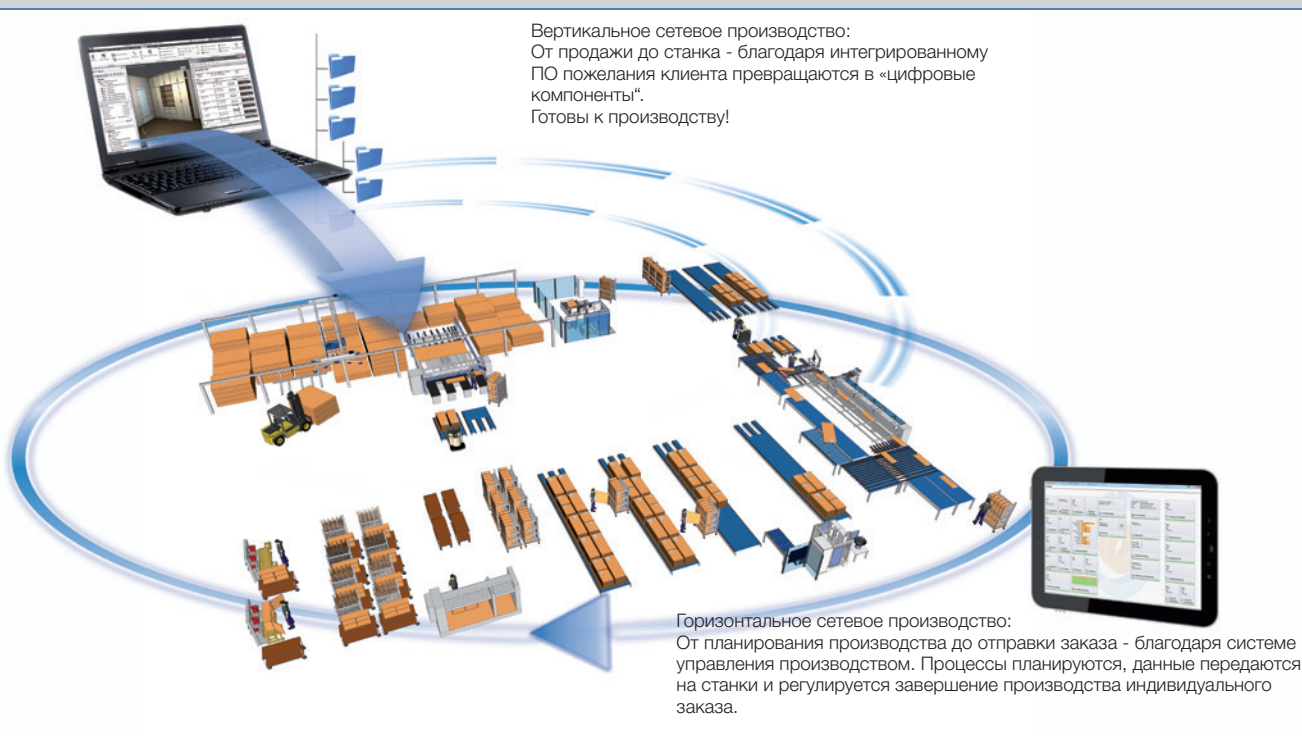 Вертикальное сетевое производство:
От продажи до станка - благодаря интегрированному
ПО пожелания клиента превращаются в «цифровые
компоненты“.
Готовы к производству!
Горизонтальное сетевое производство:
От планирования производства до отправки заказа - благодаря системе
управления производством. Процессы планируются, данные передаются
на станки и регулируется завершение производства индивидуального
заказа.